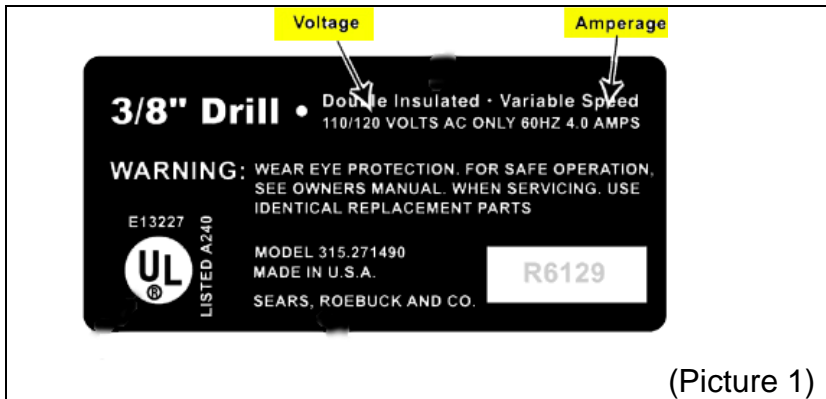 Voltage
Amperage
3/8" Drill • Double Insulated · Variable Speed
110/120 VOLTS AC ONLY 60HZ 4.0 AMPS
WARNING: WEAR EYE PROTECTION. FOR SAFE OPERATION,
SEE OWNERS MANUAL. WHEN SERVICING. USE
IDENTICAL REPLACEMENT PARTS
E13227
UL
®
LISTED A240
MODEL 315.271490
MADE IN U.S.A.
SEARS, ROEBUCK AND CO.
R6129
(Picture 1)